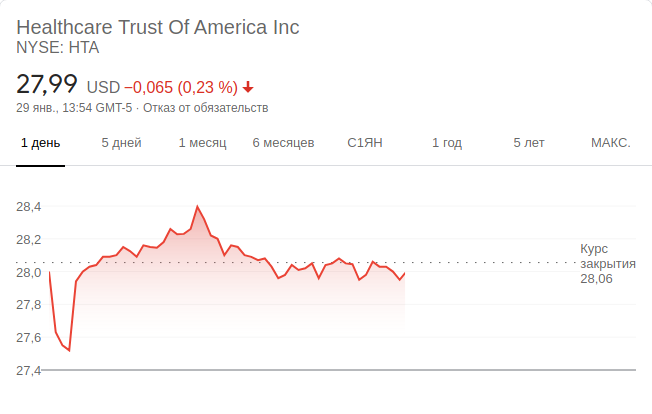 Healthcare Trust Of America Inc
NYSE: HTA
27,99 USD −0,065 (0,23 %)
29 янв., 13:54 GMT-5 · Отказ от обязательств
1 день 5 дней 1 месяц 6 месяцев С1ЯН 1 год 5 лет МАКС.
28,4
28,2
Курс
закрытия
28,06
28,0
27,8
27,6
27,4